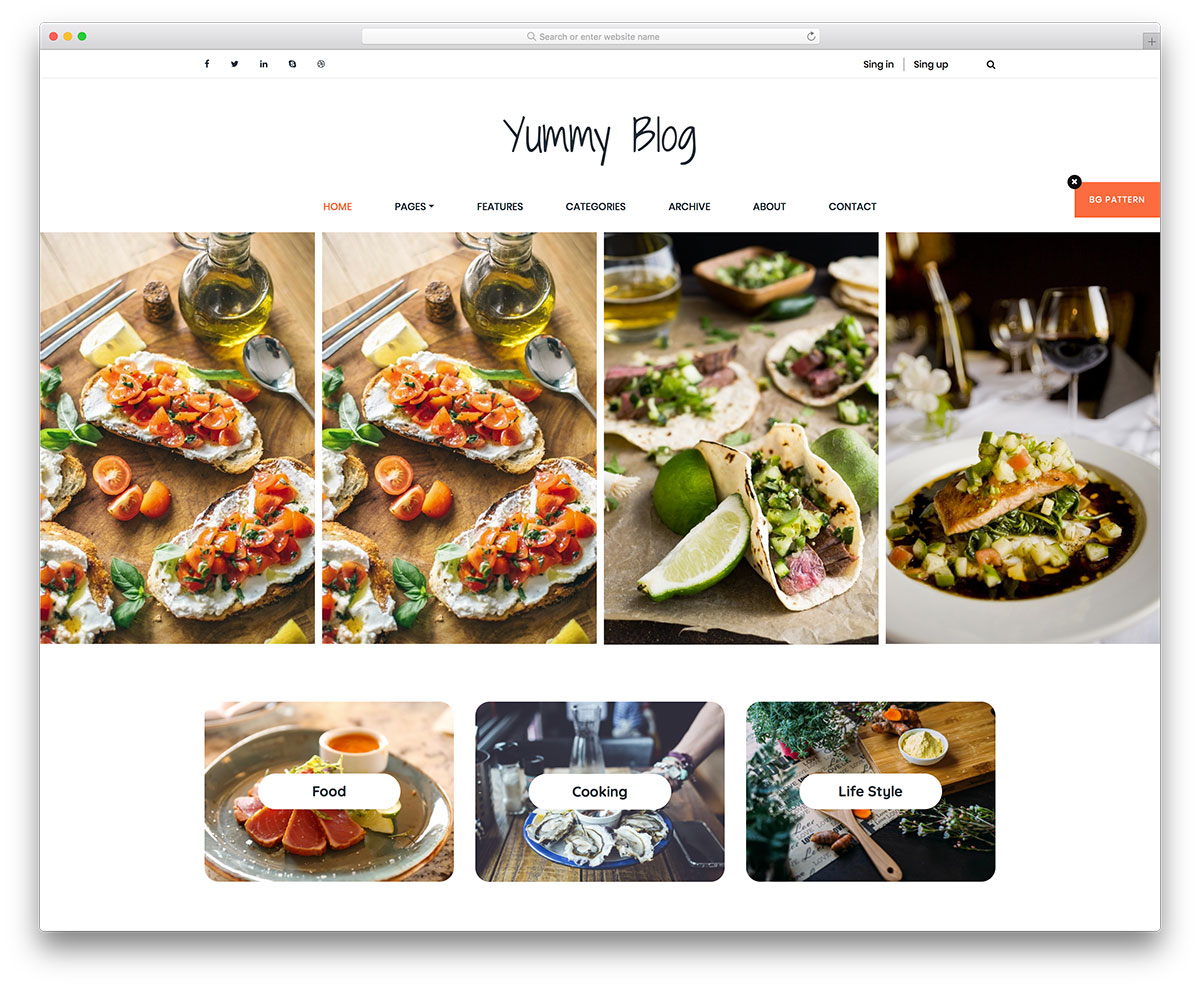 Search or enter website name
Sing in
Sing up
Yummy Blog
HOME
PAGES
FEATURES
CATEGORIES
ARCHIVE
ABOUT
CONTACT
BG PATTERN
Food
Cooking
Life Style